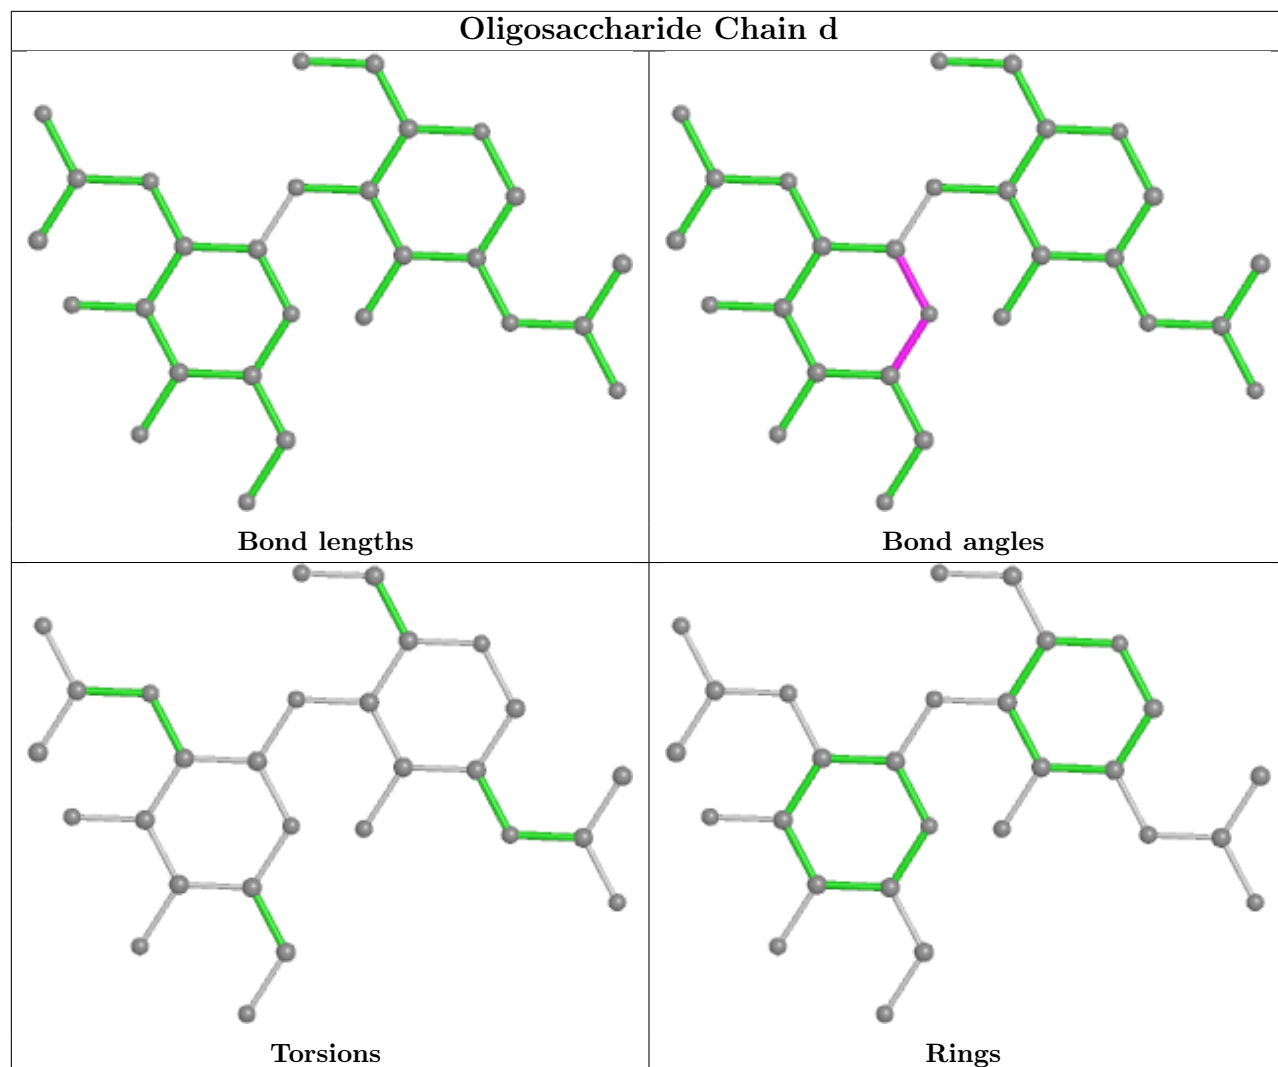 Oligosaccharide Chain d
Bond lengths
Bond angles
Torsions
Rings